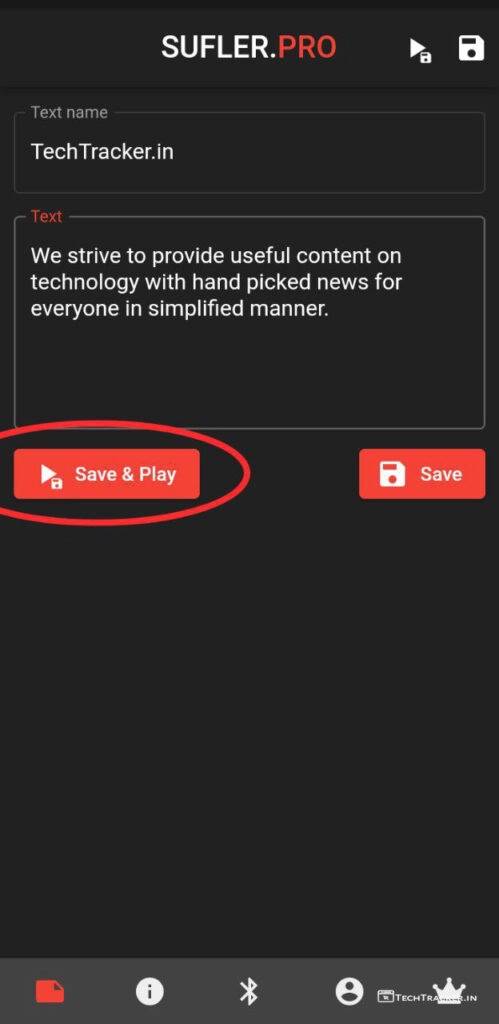 SUFLER.PRO
Text name
TechTracker.in
Text
We strive to provide useful content on
technology with hand picked news for
everyone in simplified manner.
Save & Play
Save
TECHTRACKER.IN